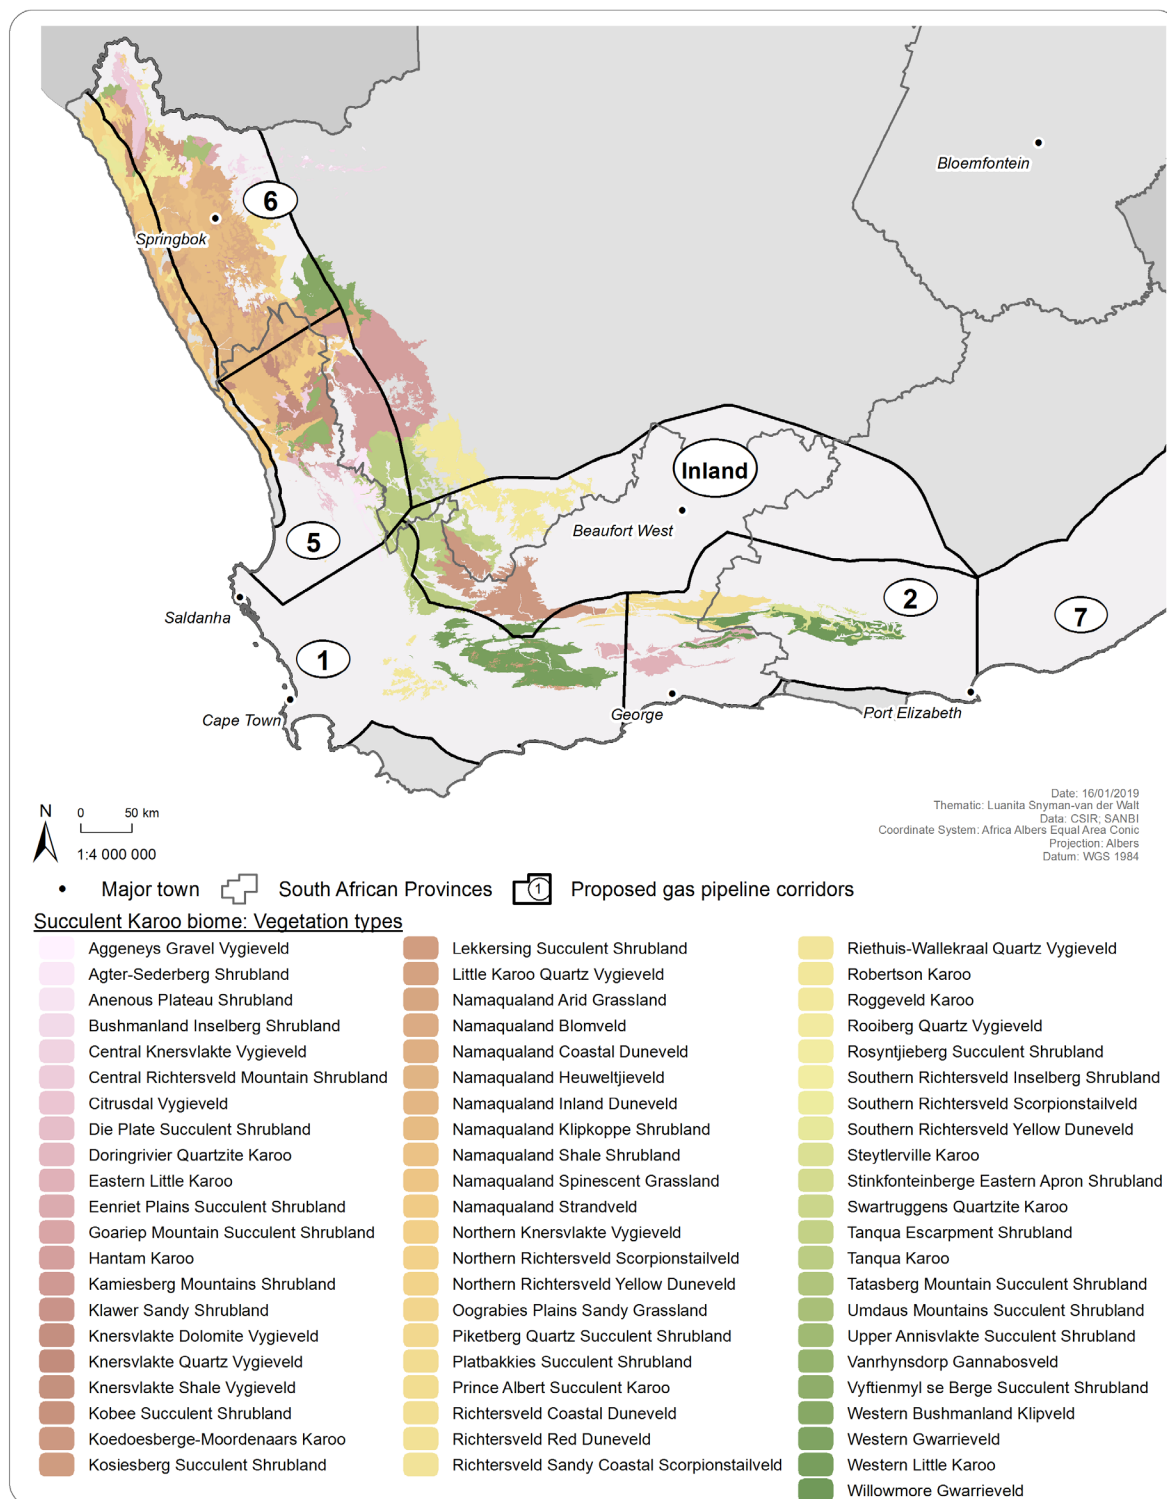 6
Bloemfontein
Springbok
Inland
Beaufort West
5
Saldanha
2
7
1
Cape Town
George
Port Elizabeth
Date: 16/01/2019
Thematic: Luanita Snyman-van der Walt
Data: CSIR; SANBI
Coordinate System: Africa Albers Equal Area Conic
Projection: Albers
Datum: WGS 1984
N
0 50 km
1:4 000 000
Major town
South African Provinces
1
Proposed gas pipeline corridors
Succulent Karoo biome: Vegetation types
Aggeneys Gravel Vygieveld
Agter-Sederberg Shrubland
Anenous Plateau Shrubland
Bushmanland Inselberg Shrubland
Central Knersvlakte Vygieveld
Central Richtersveld Mountain Shrubland
Citrusdal Vygieveld
Die Plate Succulent Shrubland
Doringrivier Quartzite Karoo
Eastern Little Karoo
Eenriet Plains Succulent Shrubland
Goariep Mountain Succulent Shrubland
Hantam Karoo
Kamiesberg Mountains Shrubland
Klawer Sandy Shrubland
Knersvlakte Dolomite Vygieveld
Knersvlakte Quartz Vygieveld
Knersvlakte Shale Vygieveld
Kobee Succulent Shrubland
Koedoesberge-Moordenaars Karoo
Kosiesberg Succulent Shrubland
Lekkersing Succulent Shrubland
Little Karoo Quartz Vygieveld
Namaqualand Arid Grassland
Namaqualand Blomveld
Namaqualand Coastal Duneveld
Namaqualand Heuweltjieveld
Namaqualand Inland Duneveld
Namaqualand Klipkoppe Shrubland
Namaqualand Shale Shrubland
Namaqualand Spinescent Grassland
Namaqualand Strandveld
Northern Knersvlakte Vygieveld
Northern Richtersveld Scorpionstailveld
Northern Richtersveld Yellow Duneveld
Oograbies Plains Sandy Grassland
Piketberg Quartz Succulent Shrubland
Platbakkies Succulent Shrubland
Prince Albert Succulent Karoo
Richtersveld Coastal Duneveld
Richtersveld Red Duneveld
Richtersveld Sandy Coastal Scorpionstailveld
Riethuis-Wallekraal Quartz Vygieveld
Robertson Karoo
Roggeveld Karoo
Rooiberg Quartz Vygieveld
Rosyntjieberg Succulent Shrubland
Southern Richtersveld Inselberg Shrubland
Southern Richtersveld Scorpionstailveld
Southern Richtersveld Yellow Duneveld
Steytlerville Karoo
Stinkfonteinberge Eastern Apron Shrubland
Swartruggens Quartzite Karoo
Tanqua Escarpment Shrubland
Tanqua Karoo
Tatasberg Mountain Succulent Shrubland
Umdaus Mountains Succulent Shrubland
Upper Annisvlakte Succulent Shrubland
Vanrhynsdorp Gannabosveld
Vyftienmyl se Berge Succulent Shrubland
Western Bushmanland Klipveld
Western Gwarrieveld
Western Little Karoo
Willowmore Gwarrieveld